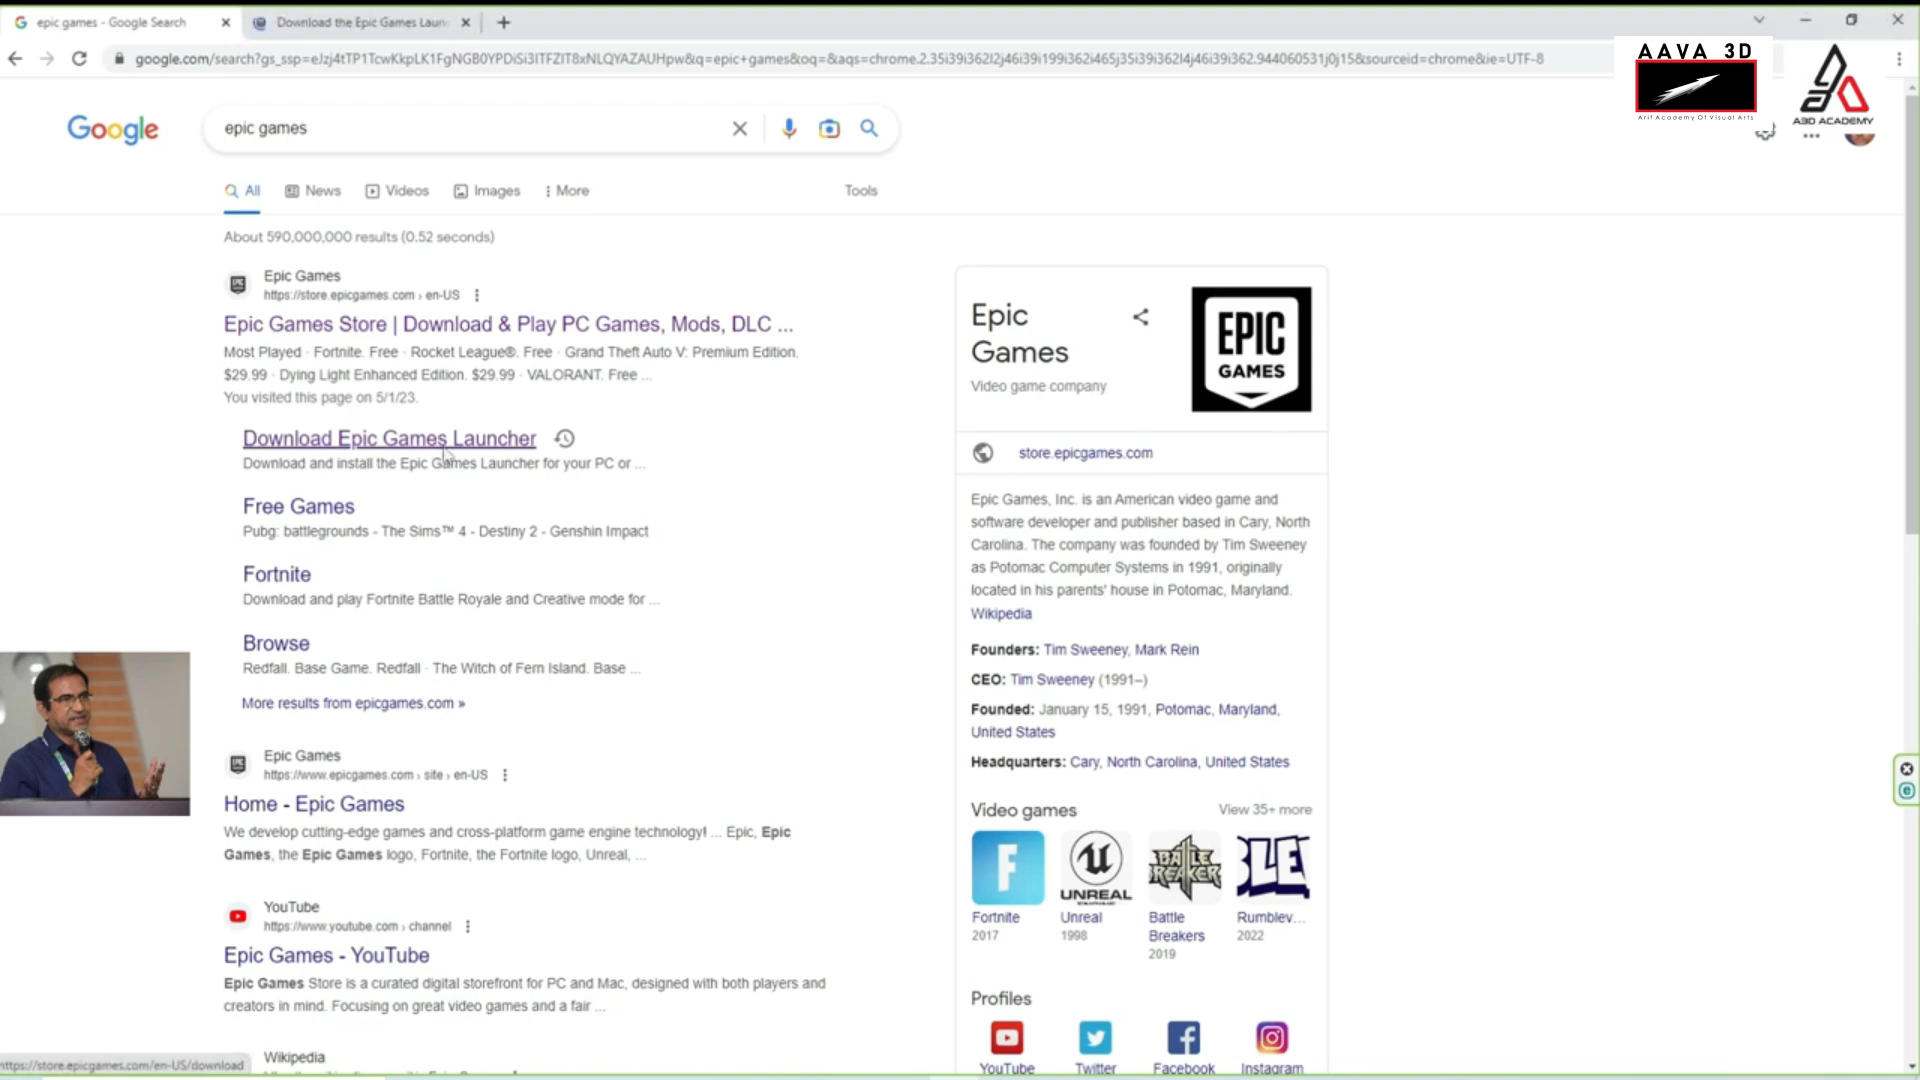 epic games - Google Search
Download the Epic Games Laun
google.com/search?gs_ssp=eJzj4tTP1TcwKkpLK1FgNGB0YPDiSi3ITFZIT8xNLQYAZAUHpw&q=epic+games&oq=&aqs=chrome.2.35i39i362l2j46i39i199i362i465j35i39i362l4j46i39i362.944060531j0j15&sourceid=chrome&ie=UTF-8
AAVA 3D
Arif Academy Of Visual Arts
A3D ACADEMY
Google
epic games
All
News
Videos
Images
More
Tools
About 590,000,000 results (0.52 seconds)
Epic Games
https://store.epicgames.com › en-US
Epic Games Store | Download & Play PC Games, Mods, DLC ...
Most Played · Fortnite. Free · Rocket League®. Free · Grand Theft Auto V: Premium Edition.
$29.99 · Dying Light Enhanced Edition. $29.99 · VALORANT. Free ...
You visited this page on 5/1/23.
Download Epic Games Launcher
Download and install the Epic Games Launcher for your PC or ...
Free Games
Pubg: battlegrounds - The Sims™ 4 - Destiny 2 - Genshin Impact
Fortnite
Download and play Fortnite Battle Royale and Creative mode for ...
Browse
Redfall. Base Game. Redfall · The Witch of Fern Island. Base ...
More results from epicgames.com »
Epic Games
https://www.epicgames.com › site › en-US
Home - Epic Games
We develop cutting-edge games and cross-platform game engine technology! ... Epic, Epic
Games, the Epic Games logo, Fortnite, the Fortnite logo, Unreal, ...
YouTube
https://www.youtube.com › channel
Epic Games - YouTube
Epic Games Store is a curated digital storefront for PC and Mac, designed with both players and
creators in mind. Focusing on great video games and a fair ...
Wikipedia
https://store.epicgames.com/en-US/download
Epic
Games
Video game company
EPIC
GAMES
store.epicgames.com
Epic Games, Inc. is an American video game and
software developer and publisher based in Cary, North
Carolina. The company was founded by Tim Sweeney
as Potomac Computer Systems in 1991, originally
located in his parents' house in Potomac, Maryland.
Wikipedia
Founders: Tim Sweeney, Mark Rein
CEO: Tim Sweeney (1991–)
Founded: January 15, 1991, Potomac, Maryland,
United States
Headquarters: Cary, North Carolina, United States
Video games
View 35+ more
F
UNREAL
BATTLE
BREAKERS
BLE
Fortnite
2017
Unreal
1998
Battle
Breakers
2019
Rumblev...
2022
Profiles
YouTube
Twitter
Facebook
Instagram